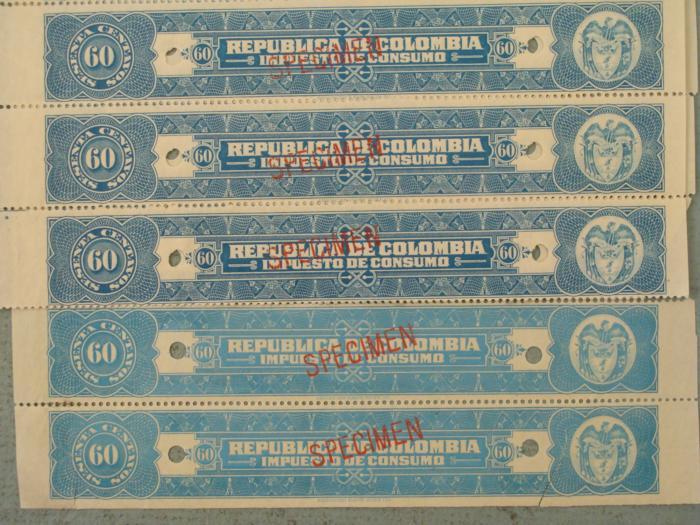 SESENTA CENTAVOS
60
60 REPUBLICA DE COLOMBIA 60
IMPUESTO DE CONSUMO
SPECIMEN
SESENTA CENTAVOS
60
60 REPUBLICA DE COLOMBIA 60
IMPUESTO DE CONSUMO
SPECIMEN
SESENTA CENTAVOS
60
60 REPUBLICA DE COLOMBIA 60
IMPUESTO DE CONSUMO
SPECIMEN
SESENTA CENTAVOS
60
60 REPUBLICA DE COLOMBIA 60
IMPUESTO DE CONSUMO
SPECIMEN
SESENTA CENTAVOS
60
60 REPUBLICA DE COLOMBIA 60
IMPUESTO DE CONSUMO
SPECIMEN